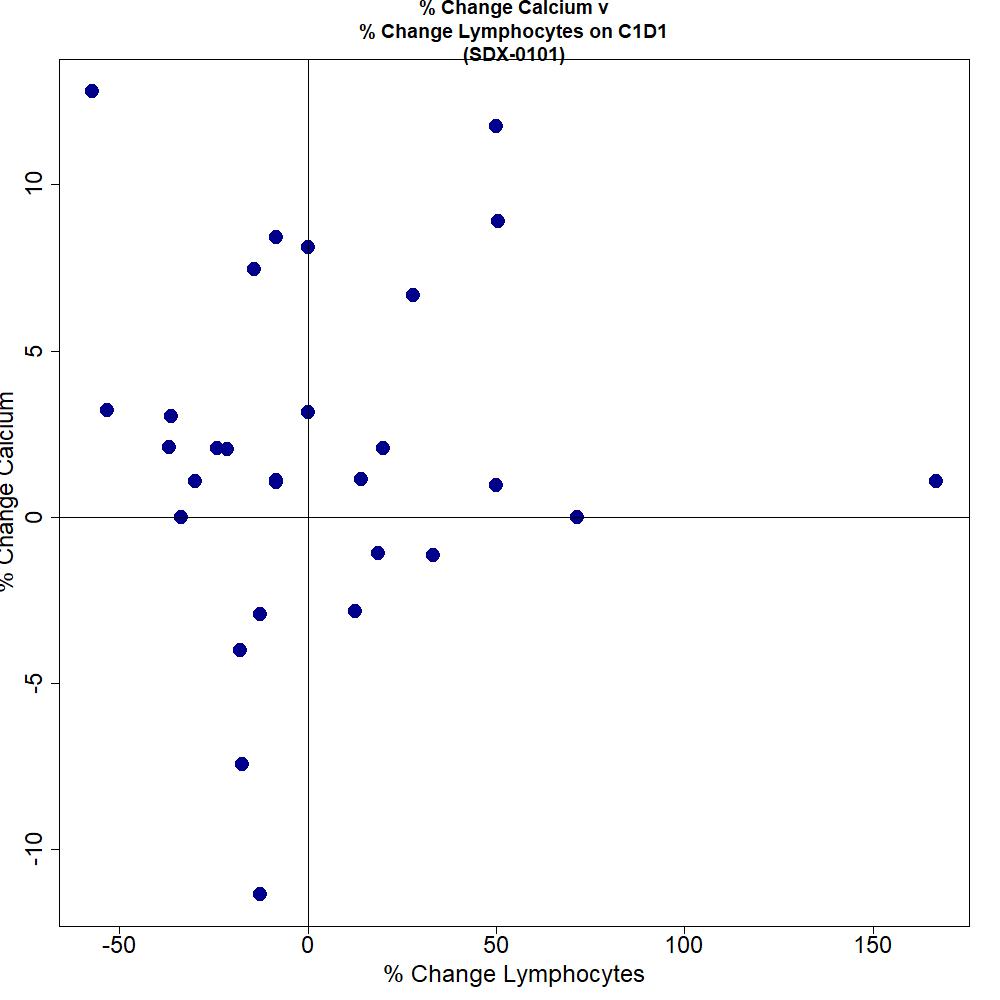 % Change Calcium v
% Change Lymphocytes on C1D1
(SDX-0101)
% Change Calcium
10
5
0
-5
-10
-50 0 50 100 150
% Change Lymphocytes